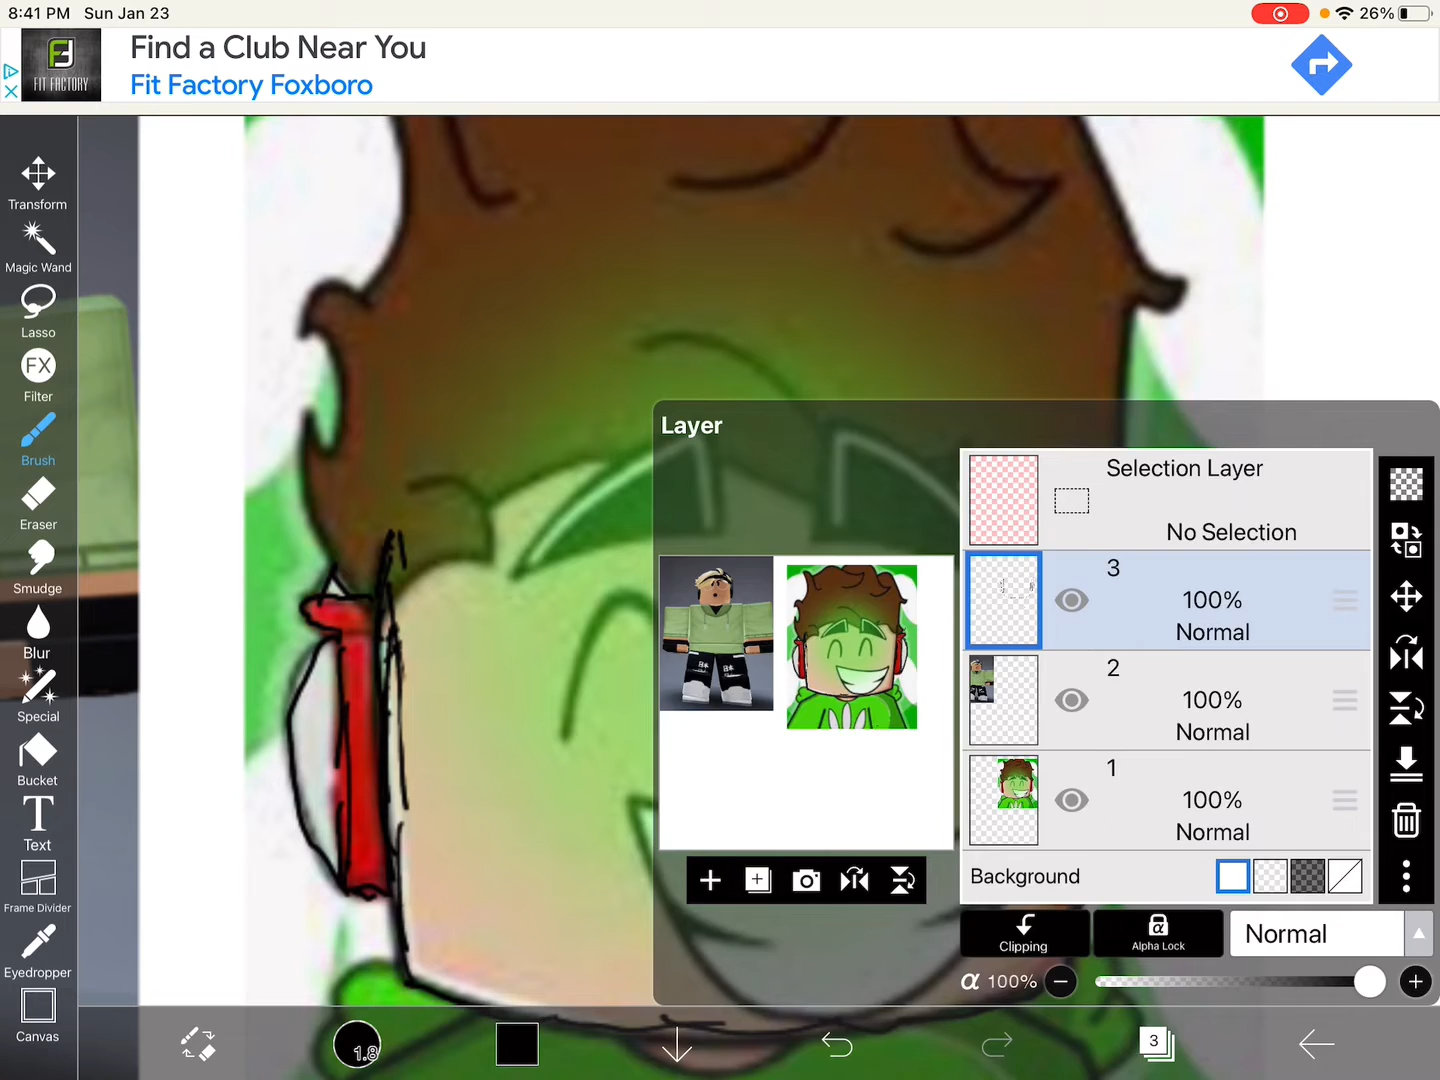 8:41 PM Sun Jan 23
26%
Find a Club Near You
Fit Factory Foxboro
FIT FACTORY
Transform
Magic Wand
Lasso
FX
Filter
Brush
Eraser
Smudge
Blur
Special
Bucket
T
Text
Frame Divider
Eyedropper
Canvas
Layer
Selection Layer
No Selection
3
100%
Normal
2
100%
Normal
1
100%
Normal
Background
Clipping
α
Alpha Lock
Normal
α 100%
1.8
3